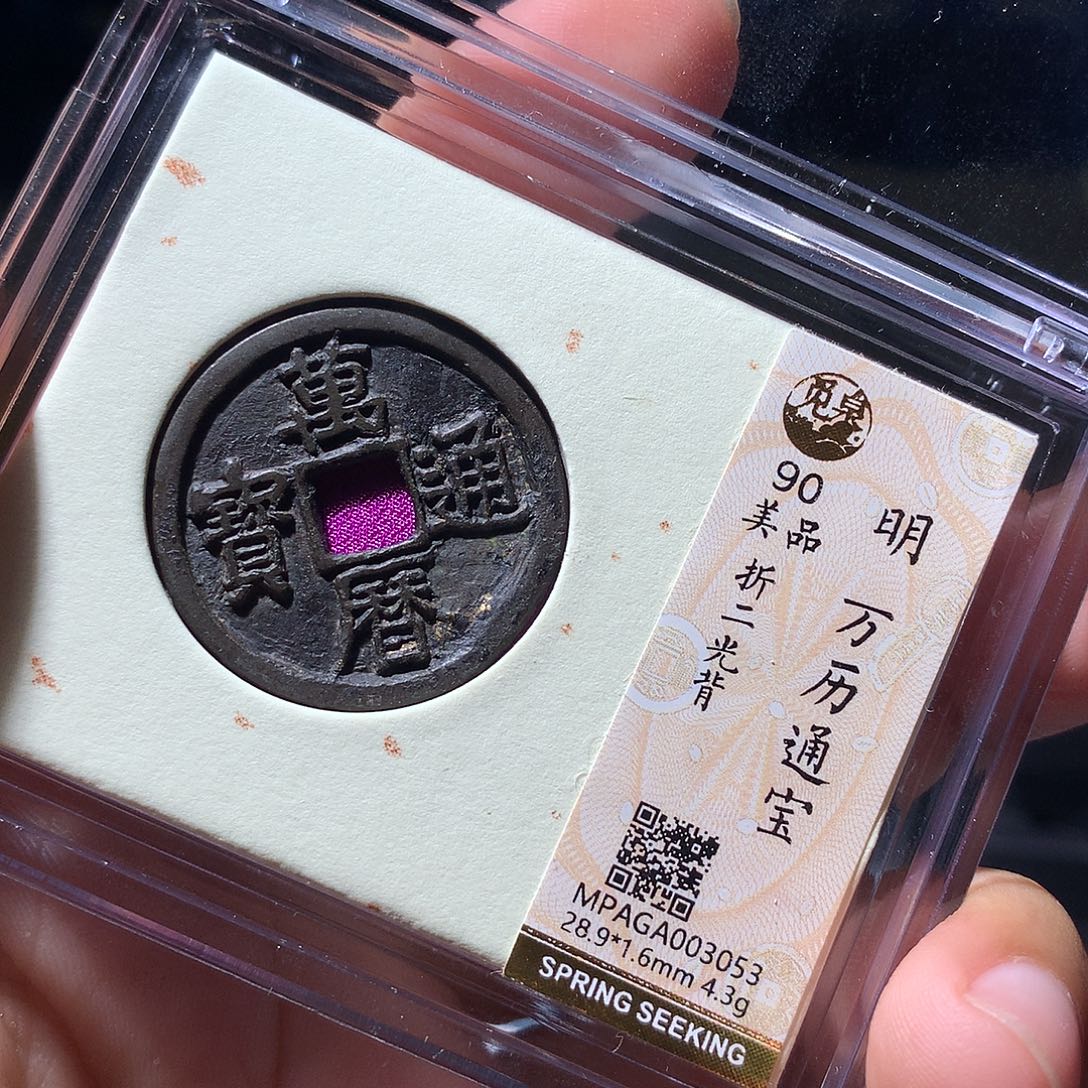 萬曆通寶
觅泉
90
美品
折二光背
明
万历通宝
MPAGA003053
28.9*1.6mm 4.3g
SPRING SEEKING